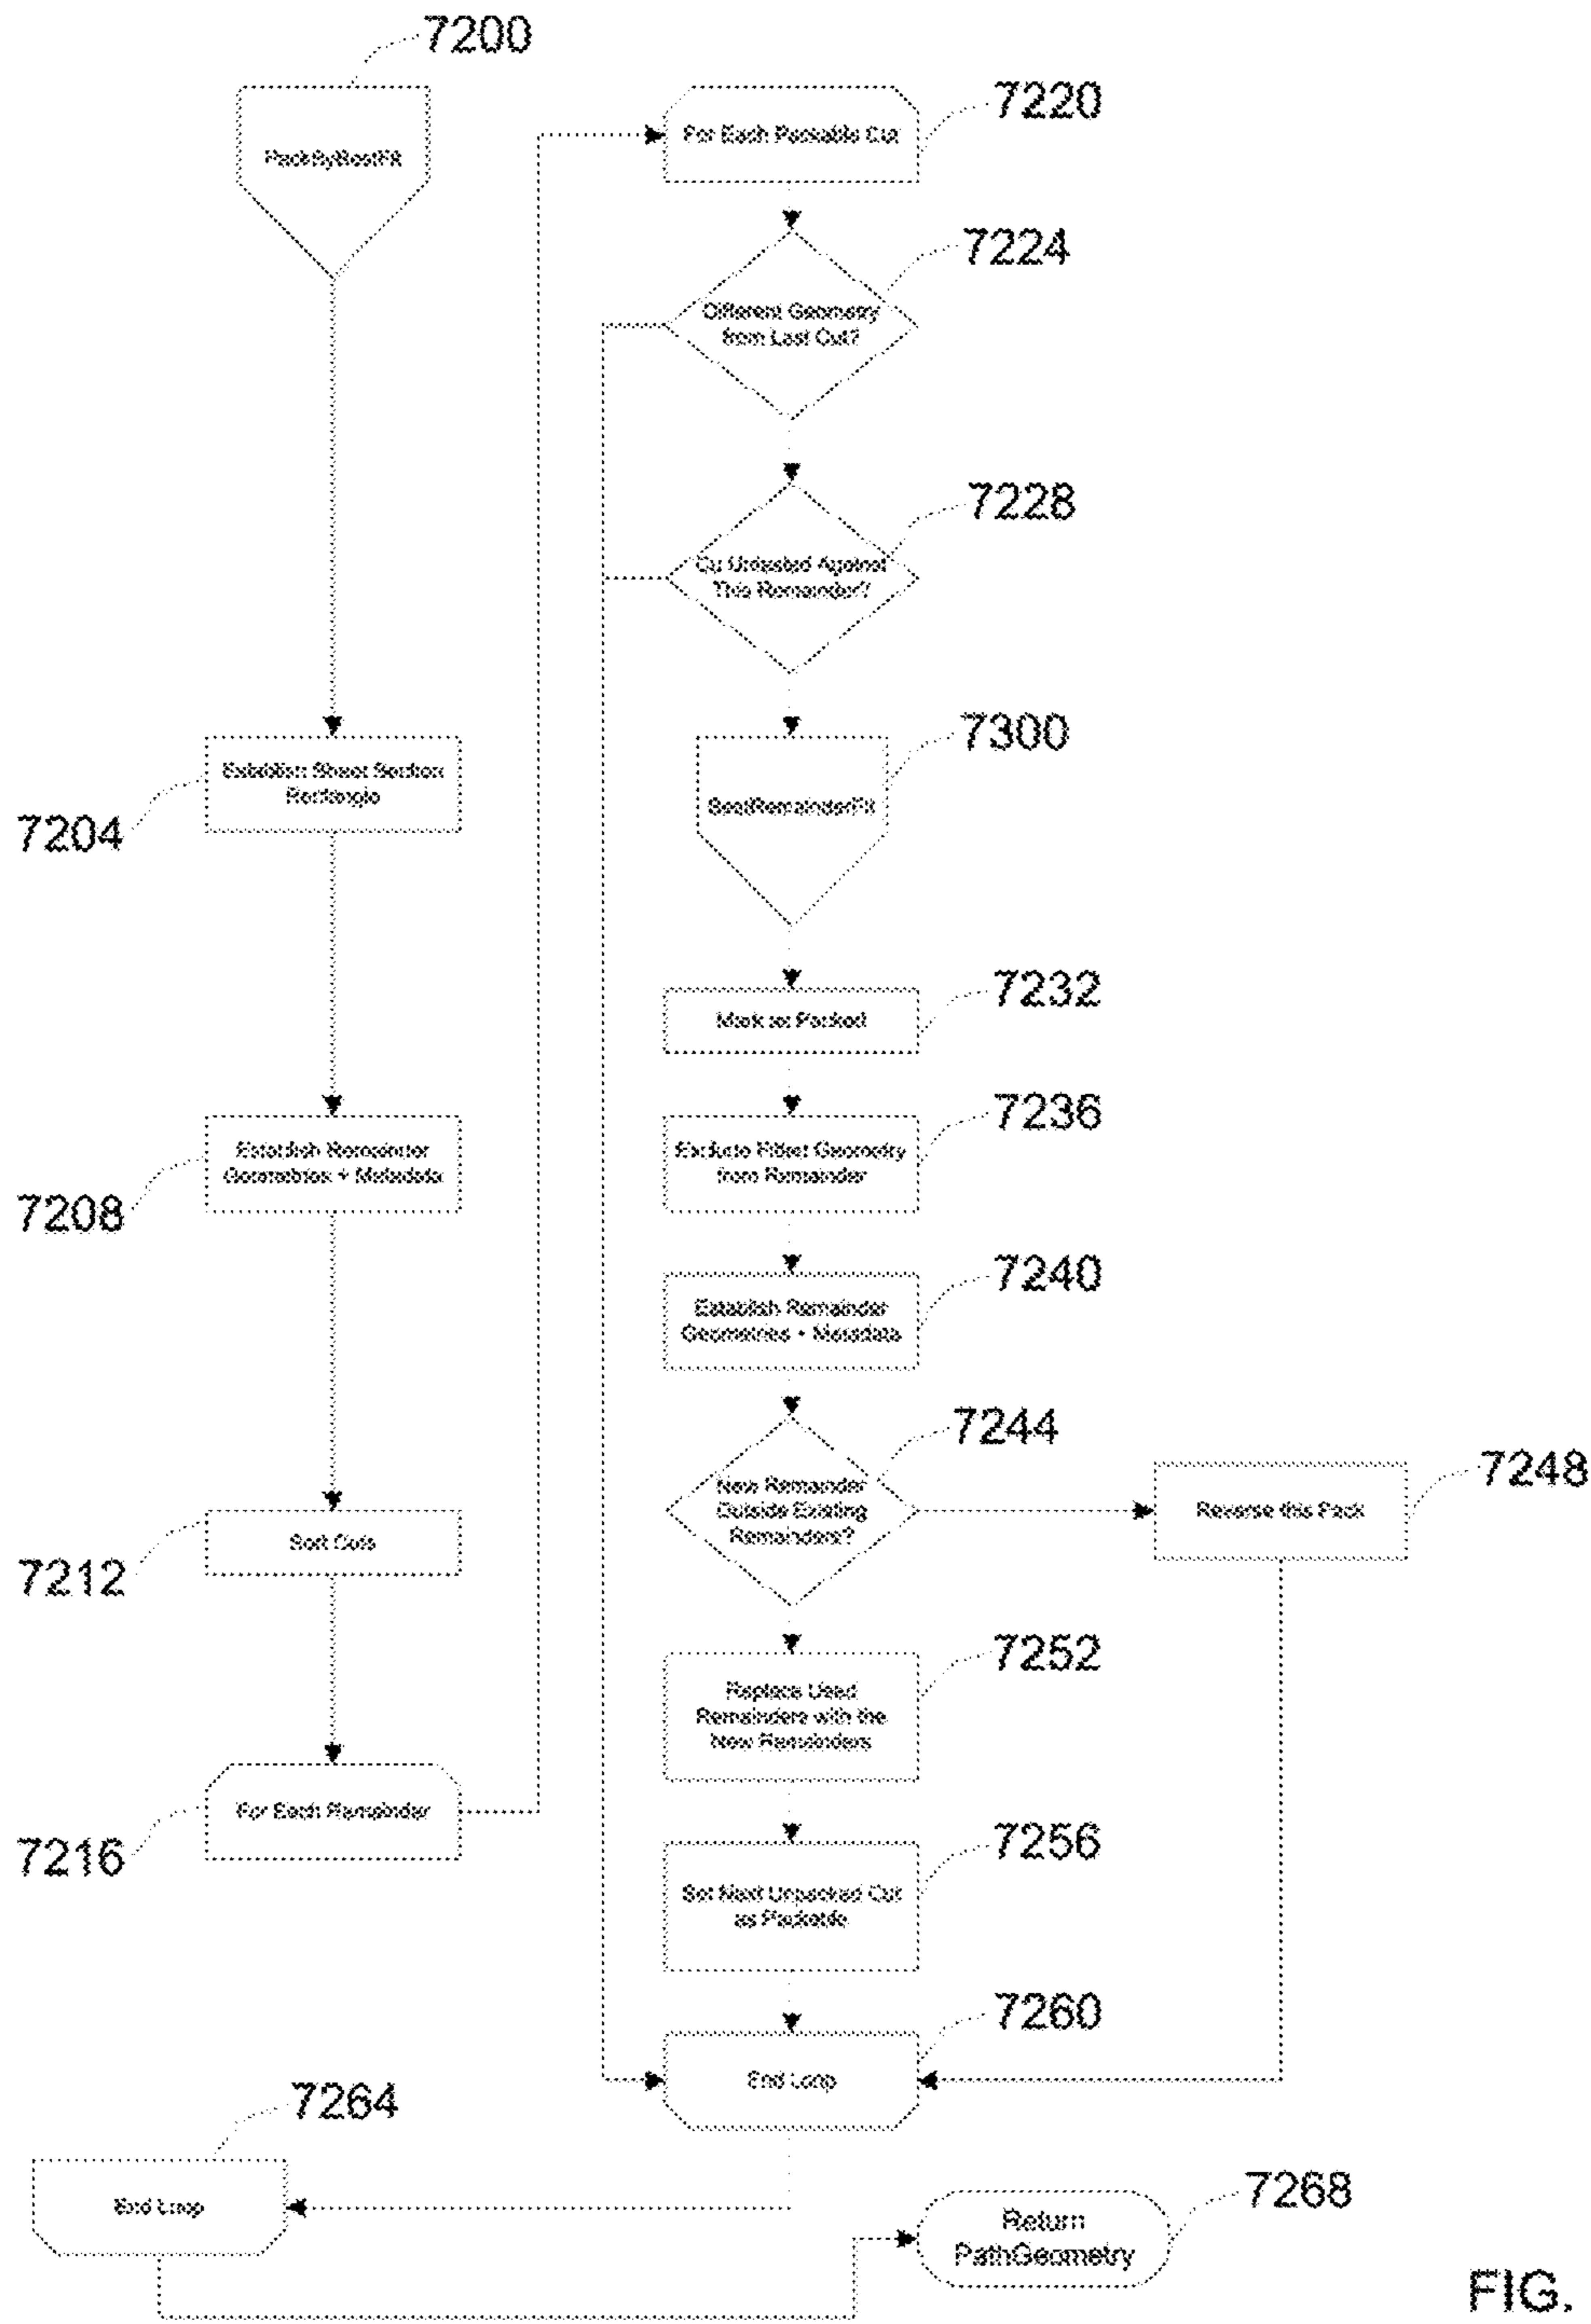 7200
PackByBestFit
7204
Establish Sheet Section
Rectangle
7208
Establish Remainder
Geometries + Metadata
7212
Sort Cuts
7216
For Each Remainder
7220
For Each Packable Cut
7224
Different Geometry
from Last Cut?
7228
Untested Against
This Remainder?
7300
BestRemainderFit
7232
Mark as Packed
7236
Exclude Fitted Geometry
from Remainder
7240
Establish Remainder
Geometries + Metadata
7244
New Remainder
Outside Existing
Remainders?
7248
Reverse this Pack
7252
Replace Used
Remainders with the
New Remainders
7256
Set Next Unpacked Cut
as Packable
7260
End Loop
7264
End Loop
7268
Return
PathGeometry
FIG.